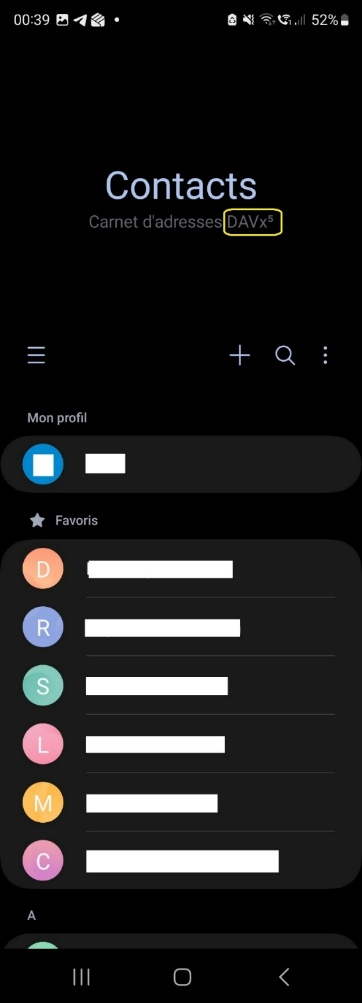 00:39
52%
Contacts
Carnet d'adresses DAVx⁵
Mon profil
Favoris
D
R
S
L
M
C
A